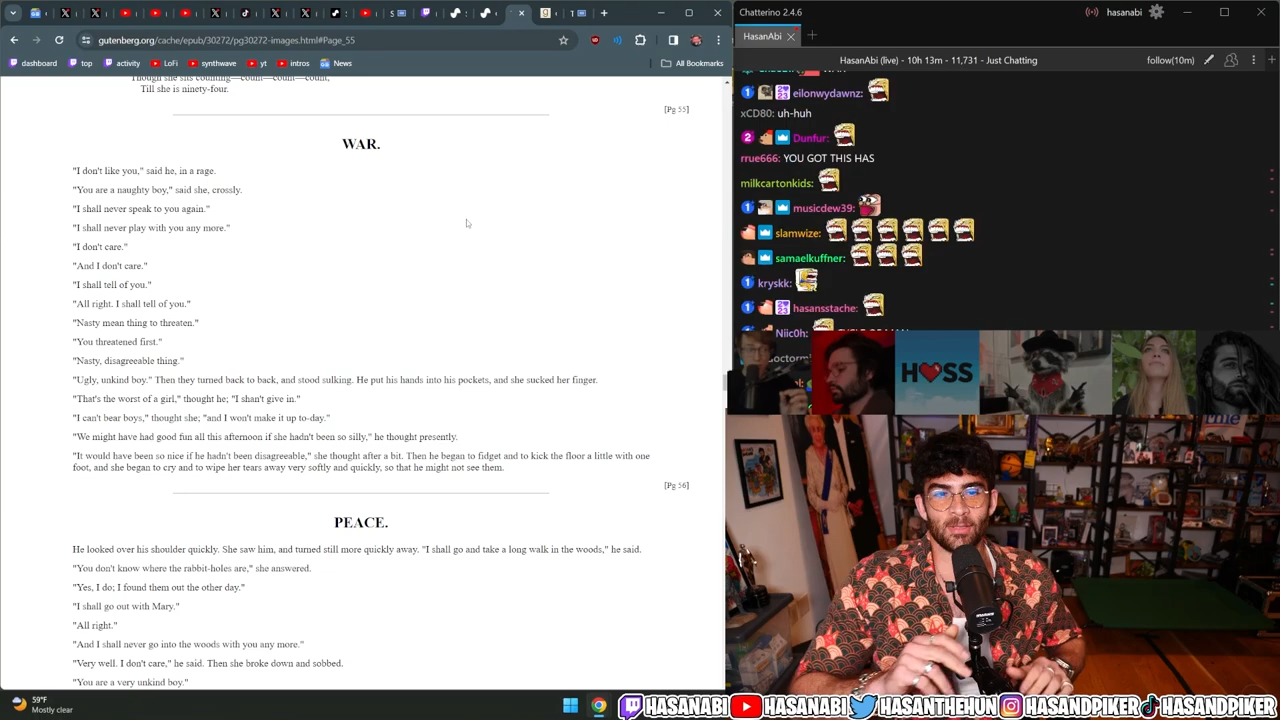 gutenberg.org/cache/epub/30272/pg30272-images.html#Page_55
dashboard
top
activity
LoFi
synthwave
yt
intros
News
All Bookmarks
Though she sits counting—count—count—count,
Till she is ninety-four.
[Pg 55]
WAR.
"I don't like you," said he, in a rage.
"You are a naughty boy," said she, crossly.
"I shall never speak to you again."
"I shall never play with you any more."
"I don't care."
"And I don't care."
"I shall tell of you."
"All right. I shall tell of you."
"Nasty mean thing to threaten."
"You threatened first."
"Nasty, disagreeable thing."
"Ugly, unkind boy." Then they turned back to back, and stood sulking. He put his hands into his pockets, and she sucked her finger.
"That's the worst of a girl," thought he; "I shan't give in."
"I can't bear boys," thought she; "and I won't make it up to-day."
"We might have had good fun all this afternoon if she hadn't been so silly," he thought presently.
"It would have been so nice if he hadn't been disagreeable," she thought after a bit. Then he began to fidget and to kick the floor a little with one
foot, and she began to cry and to wipe her tears away very softly and quickly, so that he might not see them.
[Pg 56]
PEACE.
He looked over his shoulder quickly. She saw him, and turned still more quickly away. "I shall go and take a long walk in the woods," he said.
"You don't know where the rabbit-holes are," she answered.
"Yes, I do; I found them out the other day."
"I shall go out with Mary."
"All right."
"And I shall never go into the woods with you any more."
"Very well. I don't care," he said. Then she broke down and sobbed.
"You are a very unkind boy."
59°F
Mostly clear
Chatterino 2.4.6
hasanabi
HasanAbi
HasanAbi (live) - 10h 13m - 11,731 - Just Chatting
follow(10m)
eilonwydawnz:
xCD80: uh-huh
Dunfur:
rrue666: YOU GOT THIS HAS
milkcartonkids:
musicdew39:
slamwize:
samaelkuffner:
kryskk:
hasansstache:
Niic0h:
H SS
HASANABI
HASANABI
HASANTHEHUN
HASANDPIKER
HASANDPIKER